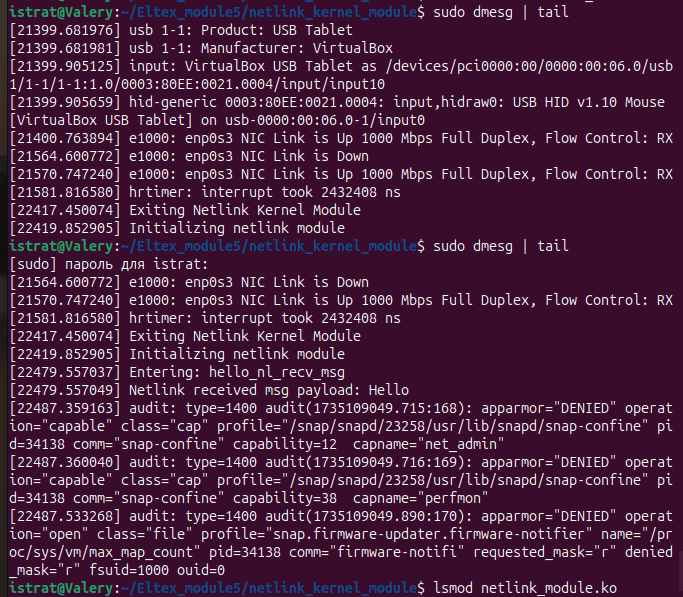 istrat@Valery:~/Eltex_module5/netlink_kernel_module$ sudo dmesg | tail
[21399.681976] usb 1-1: Product: USB Tablet
[21399.681981] usb 1-1: Manufacturer: VirtualBox
[21399.905125] input: VirtualBox USB Tablet as /devices/pci0000:00/0000:00:06.0/usb
1/1-1/1-1:1.0/0003:80EE:0021.0004/input/input10
[21399.905659] hid-generic 0003:80EE:0021.0004: input,hidraw0: USB HID v1.10 Mouse
[VirtualBox USB Tablet] on usb-0000:00:06.0-1/input0
[21400.763894] e1000: enp0s3 NIC Link is Up 1000 Mbps Full Duplex, Flow Control: RX
[21564.600772] e1000: enp0s3 NIC Link is Down
[21570.747240] e1000: enp0s3 NIC Link is Up 1000 Mbps Full Duplex, Flow Control: RX
[21581.816580] hrtimer: interrupt took 2432408 ns
[22417.450074] Exiting Netlink Kernel Module
[22419.852905] Initializing netlink module
istrat@Valery:~/Eltex_module5/netlink_kernel_module$ sudo dmesg | tail
[sudo] пароль для istrat:
[21564.600772] e1000: enp0s3 NIC Link is Down
[21570.747240] e1000: enp0s3 NIC Link is Up 1000 Mbps Full Duplex, Flow Control: RX
[21581.816580] hrtimer: interrupt took 2432408 ns
[22417.450074] Exiting Netlink Kernel Module
[22419.852905] Initializing netlink module
[22479.557037] Entering: hello_nl_recv_msg
[22479.557049] Netlink received msg payload: Hello
[22487.359163] audit: type=1400 audit(1735109049.715:168): apparmor="DENIED" operat
ion="capable" class="cap" profile="/snap/snapd/23258/usr/lib/snapd/snap-confine" pi
d=34138 comm="snap-confine" capability=12  capname="net_admin"
[22487.360040] audit: type=1400 audit(1735109049.716:169): apparmor="DENIED" operat
ion="capable" class="cap" profile="/snap/snapd/23258/usr/lib/snapd/snap-confine" pi
d=34138 comm="snap-confine" capability=38  capname="perfmon"
[22487.533268] audit: type=1400 audit(1735109049.890:170): apparmor="DENIED" operat
ion="open" class="file" profile="snap.firmware-updater.firmware-notifier" name="/pr
oc/sys/vm/max_map_count" pid=34138 comm="firmware-notifi" requested_mask="r" denied
_mask="r" fsuid=1000 ouid=0
istrat@Valery:~/Eltex_module5/netlink_kernel_module$ lsmod netlink_module.ko